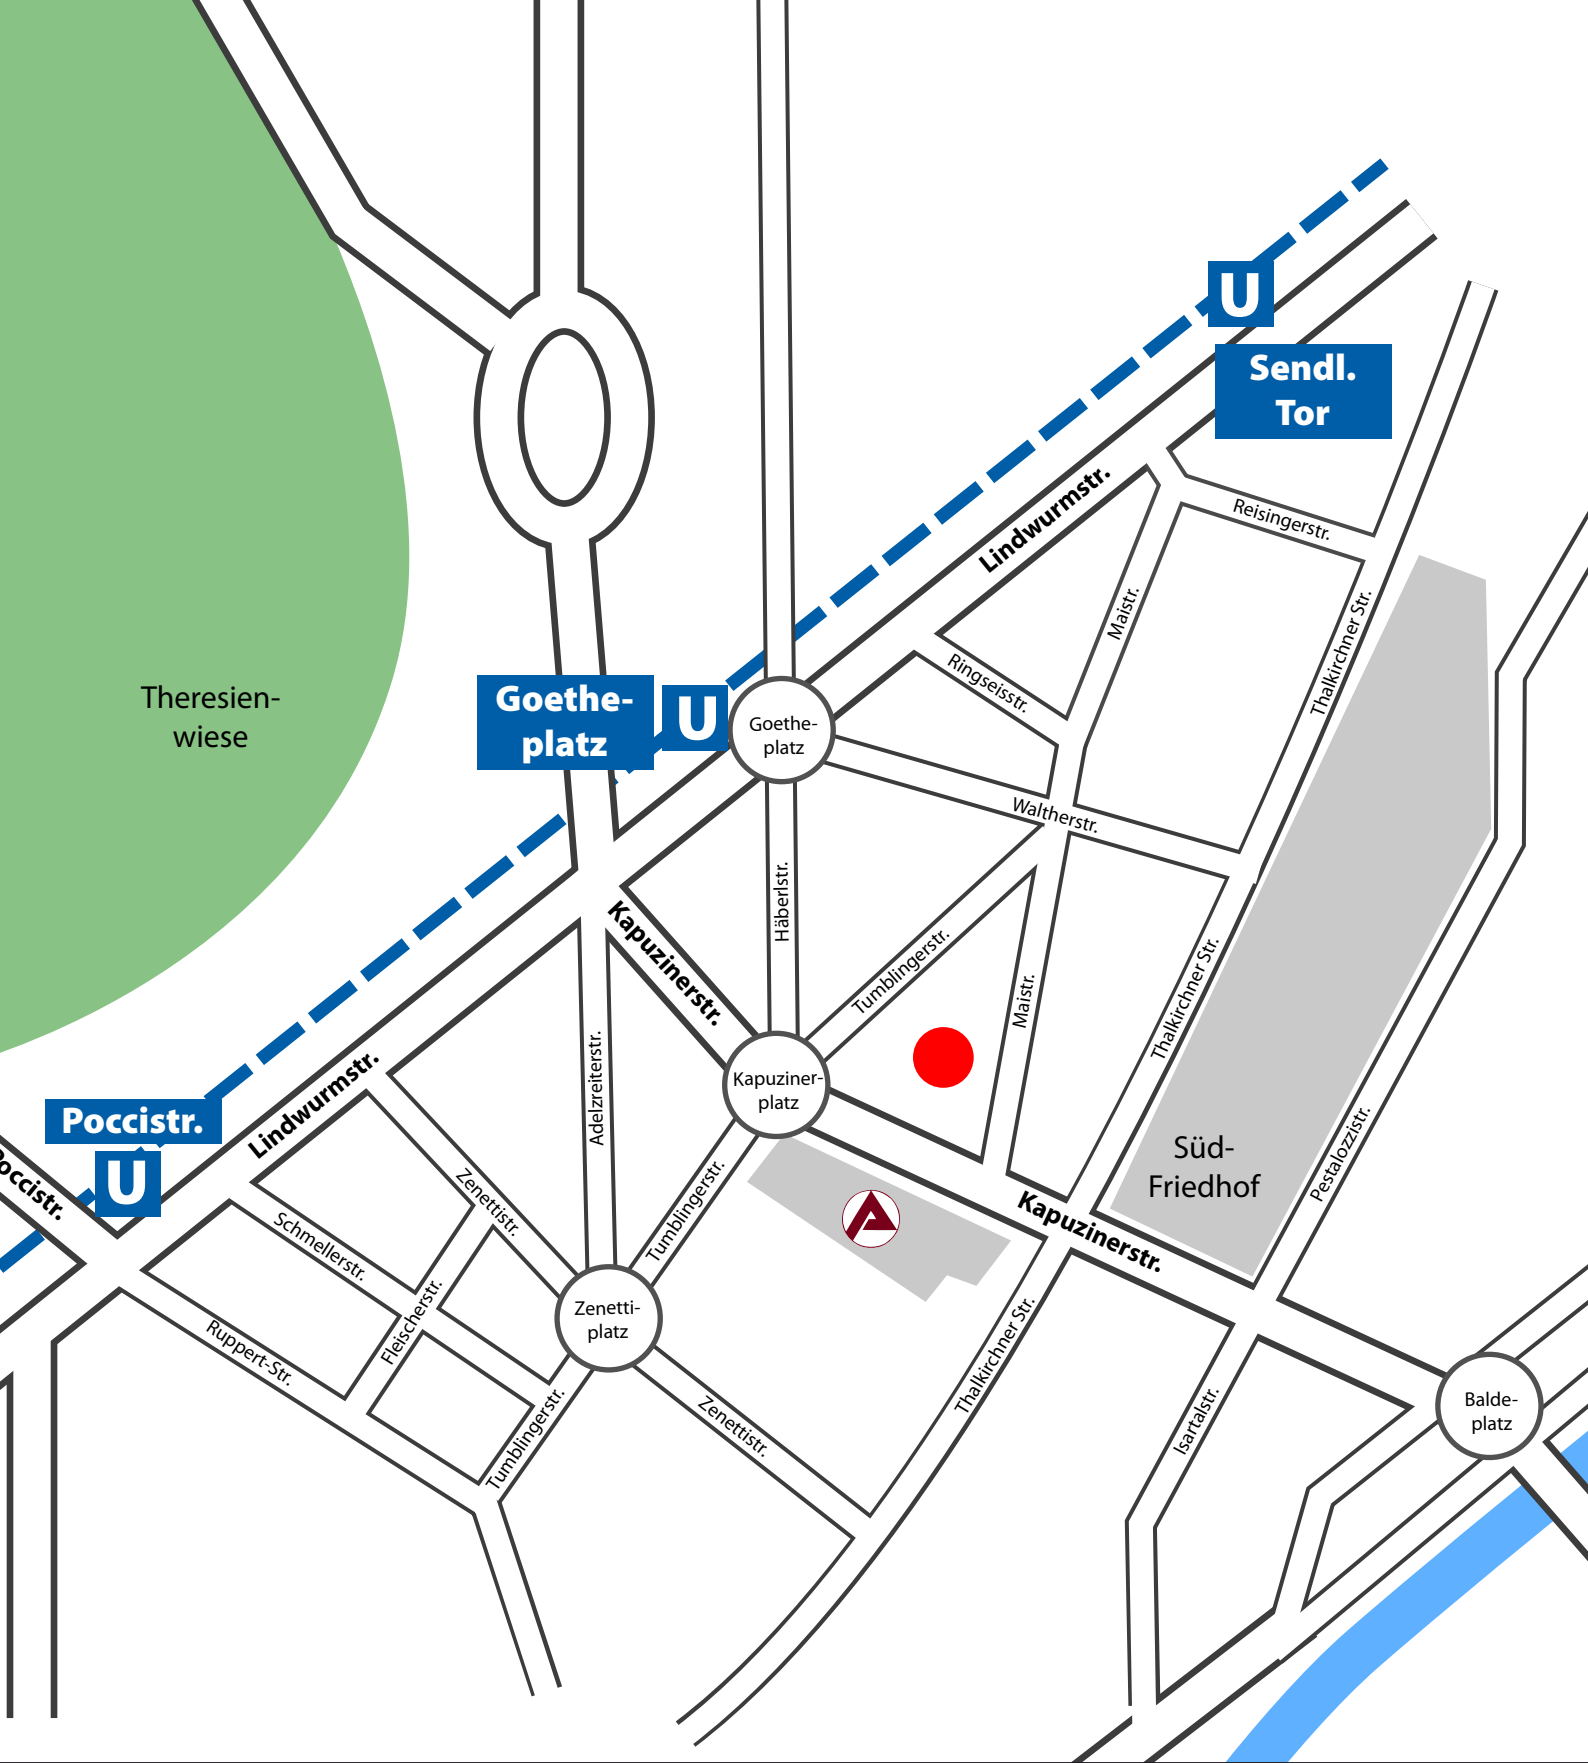 U
Sendl.
Tor
Lindwurmstr.
Reisingerstr.
Maistr.
Thalkirchner Str.
Ringseisstr.
Theresien-
wiese
Goethe-
platz
U
Goethe-
platz
Waltherstr.
Häberlstr.
Kapuzinerstr.
Tumblingerstr.
Maistr.
Thalkirchner Str.
Adelzreiterstr.
Lindwurmstr.
Kapuziner-
platz
Poccistr.
U
Poccistr.
Süd-
Friedhof
Pestalozzistr.
Zenettistr.
Tumblingerstr.
Kapuzinerstr.
Schmellerstr.
Fleischerstr.
Zenetti-
platz
Ruppert-Str.
Thalkirchner Str.
Tumblingerstr.
Zenettistr.
Isartalstr.
Balde-
platz